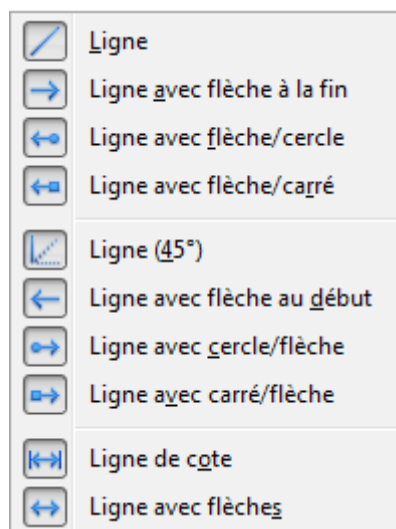 Ligne
Ligne avec flèche à la fin
Ligne avec flèche/cercle
Ligne avec flèche/carré
Ligne (45°)
Ligne avec flèche au début
Ligne avec cercle/flèche
Ligne avec carré/flèche
Ligne de cote
Ligne avec flèches